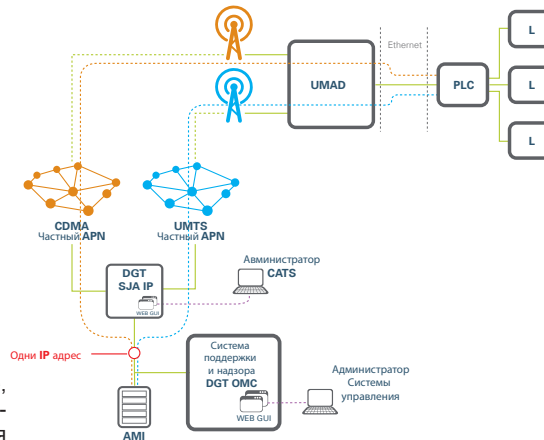 Ethernet
L
UMAD
PLC
L
L
CDMA
Частный APN
UMTS
Частный APN
DGT
SJA IP
WEB GUI
Авминистратор
CATS
Одни IP адрес
Система
поддержки
и надзора
DGT OMC
WEB GUI
Администратор
Системы
управления
,
-
я
AMI